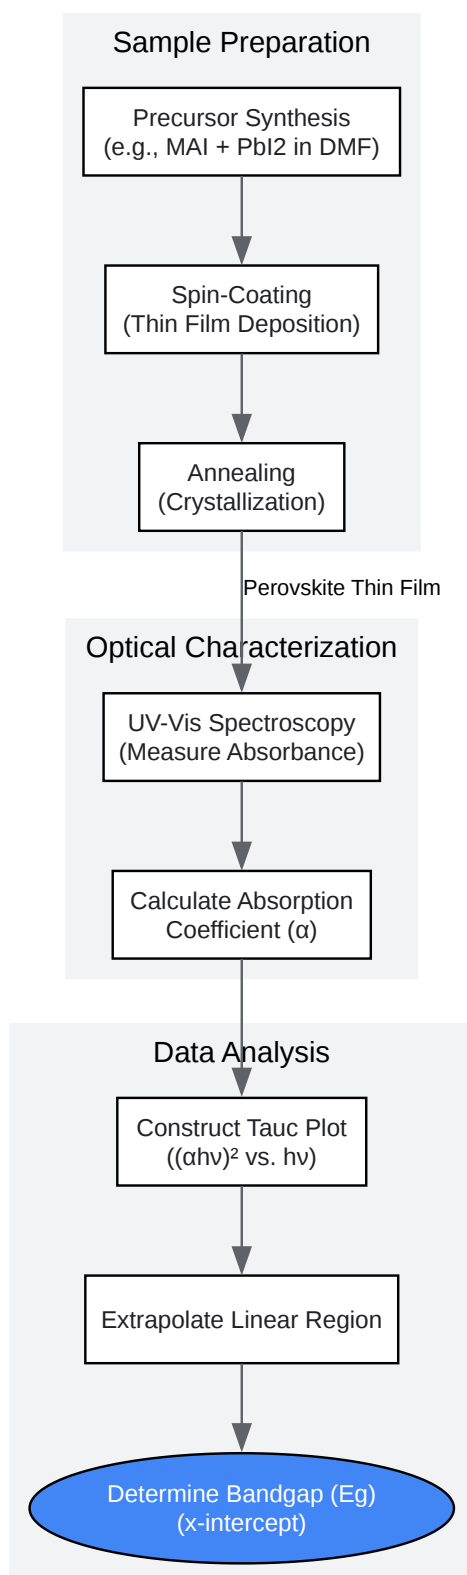 Sample Preparation
Precursor Synthesis
(e.g., MAI + PbI2 in DMF)
Spin-Coating
(Thin Film Deposition)
Annealing
(Crystallization)
Perovskite Thin Film
Optical Characterization
UV-Vis Spectroscopy
(Measure Absorbance)
Calculate Absorption
Coefficient (α)
Data Analysis
Construct Tauc Plot
((αhν)² vs. hν)
Extrapolate Linear Region
Determine Bandgap (Eg)
(x-intercept)